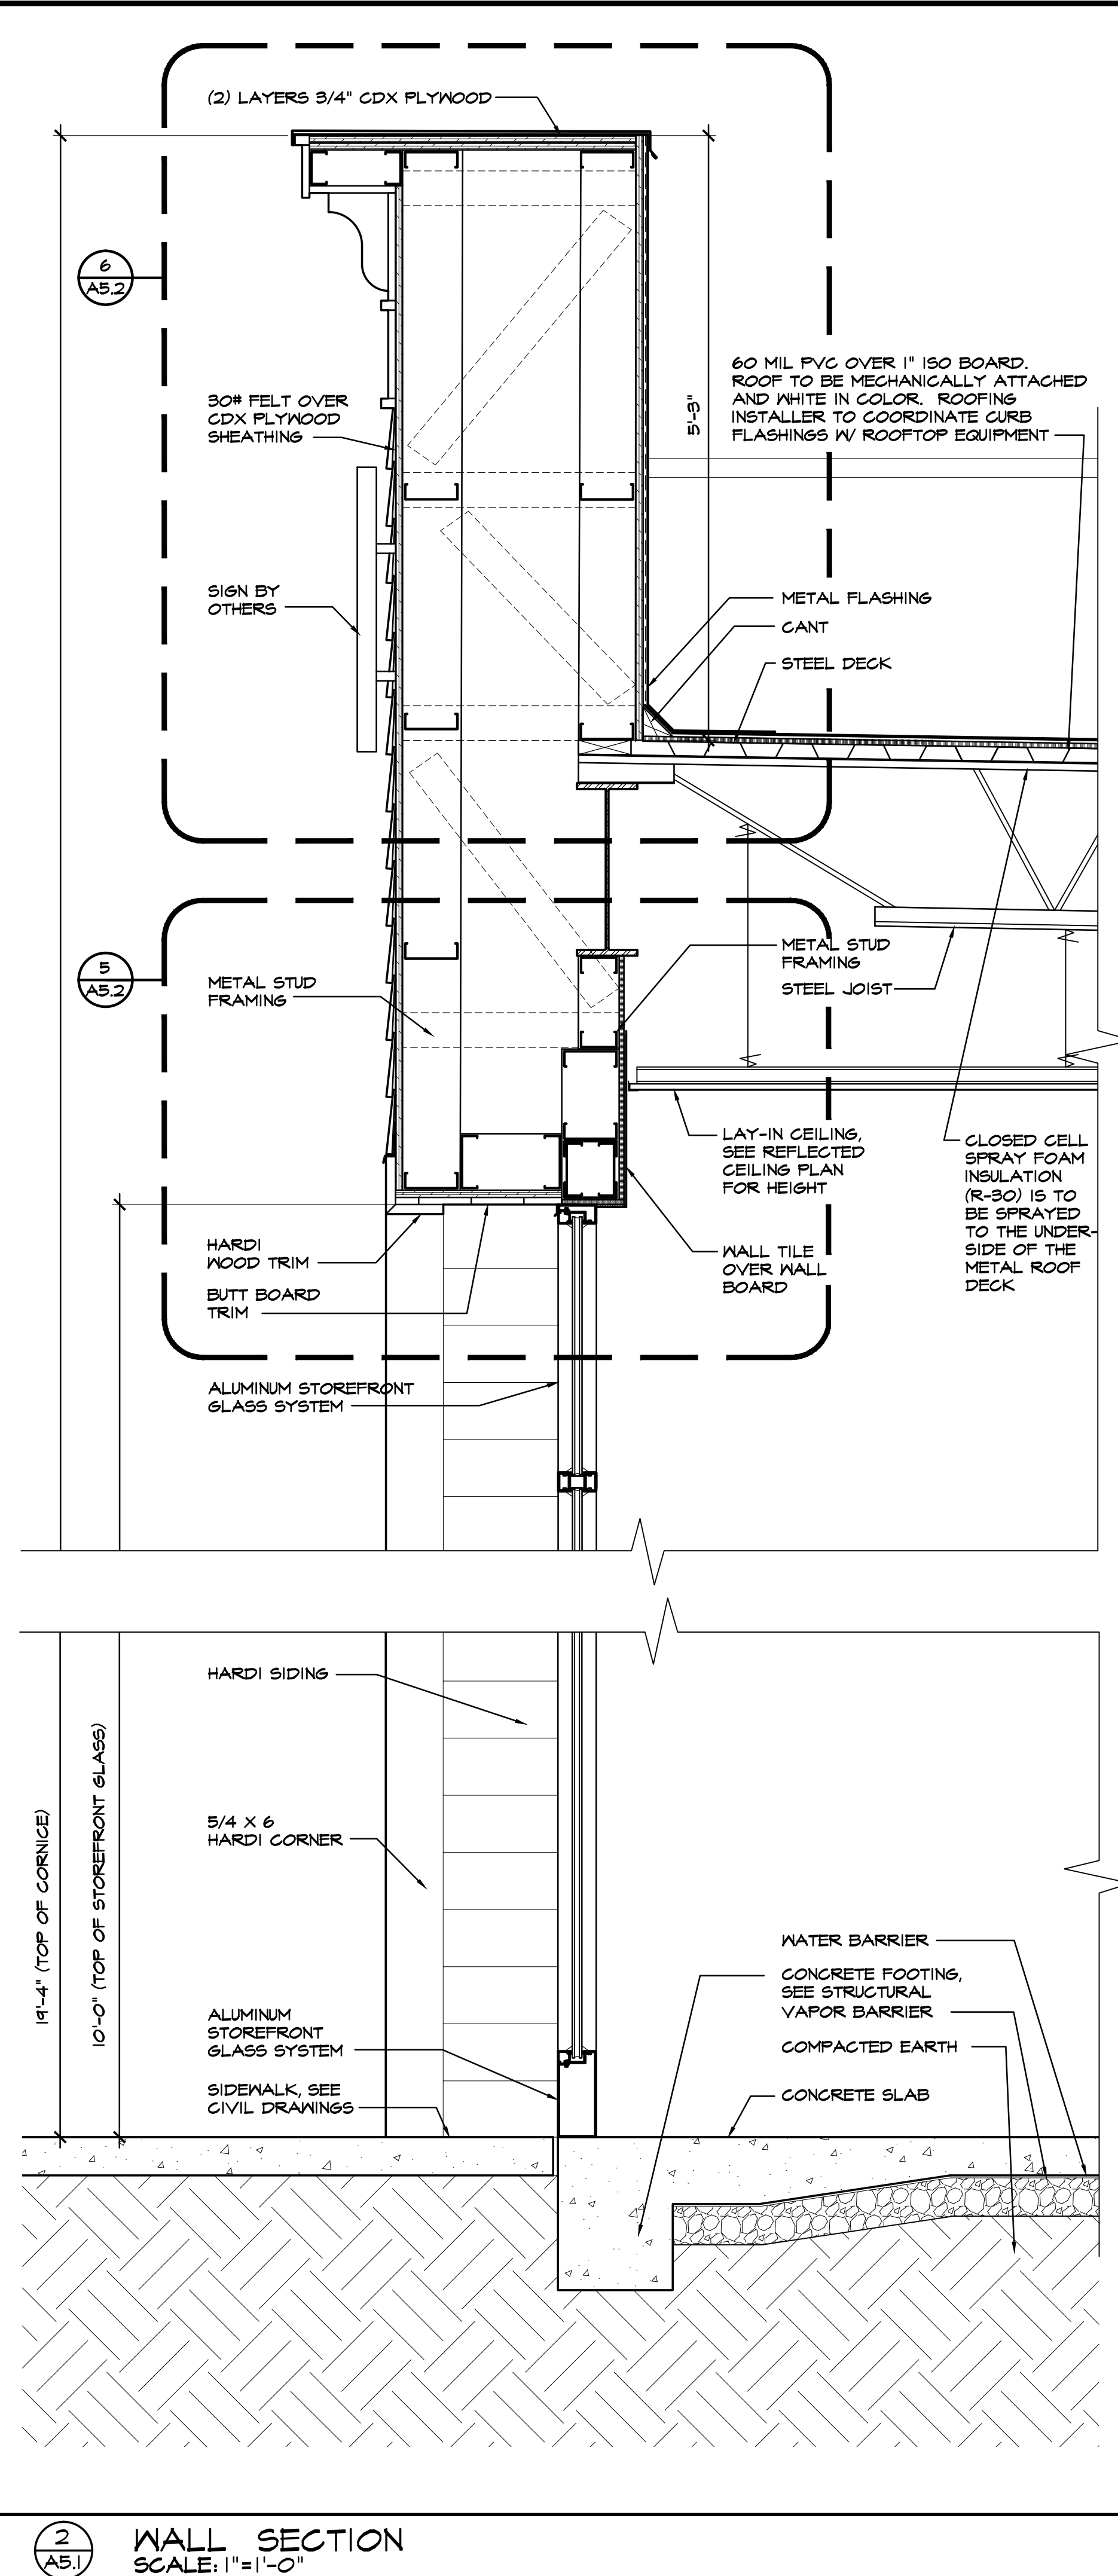 (2) LAYERS 3/4" CDX PLYWOOD
6
A5.2
60 MIL PVC OVER 1" ISO BOARD.
ROOF TO BE MECHANICALLY ATTACHED
AND WHITE IN COLOR. ROOFING
INSTALLER TO COORDINATE CURB
FLASHINGS W/ ROOFTOP EQUIPMENT
5'-3"
30# FELT OVER
CDX PLYWOOD
SHEATHING
SIGN BY
OTHERS
METAL FLASHING
CANT
STEEL DECK
5
A5.2
METAL STUD
FRAMING
METAL STUD
FRAMING
STEEL JOIST
LAY-IN CEILING,
SEE REFLECTED
CEILING PLAN
FOR HEIGHT
CLOSED CELL
SPRAY FOAM
INSULATION
(R-30) IS TO
BE SPRAYED
TO THE UNDER-
SIDE OF THE
METAL ROOF
DECK
HARDI
WOOD TRIM
BUTT BOARD
TRIM
WALL TILE
OVER WALL
BOARD
ALUMINUM STOREFRONT
GLASS SYSTEM
HARDI SIDING
5/4 X 6
HARDI CORNER
19'-4" (TOP OF CORNICE)
10'-0" (TOP OF STOREFRONT GLASS)
ALUMINUM
STOREFRONT
GLASS SYSTEM
SIDEWALK, SEE
CIVIL DRAWINGS
WATER BARRIER
CONCRETE FOOTING,
SEE STRUCTURAL
VAPOR BARRIER
COMPACTED EARTH
CONCRETE SLAB
2
A5.1
WALL SECTION
SCALE: 1"=1'-0"